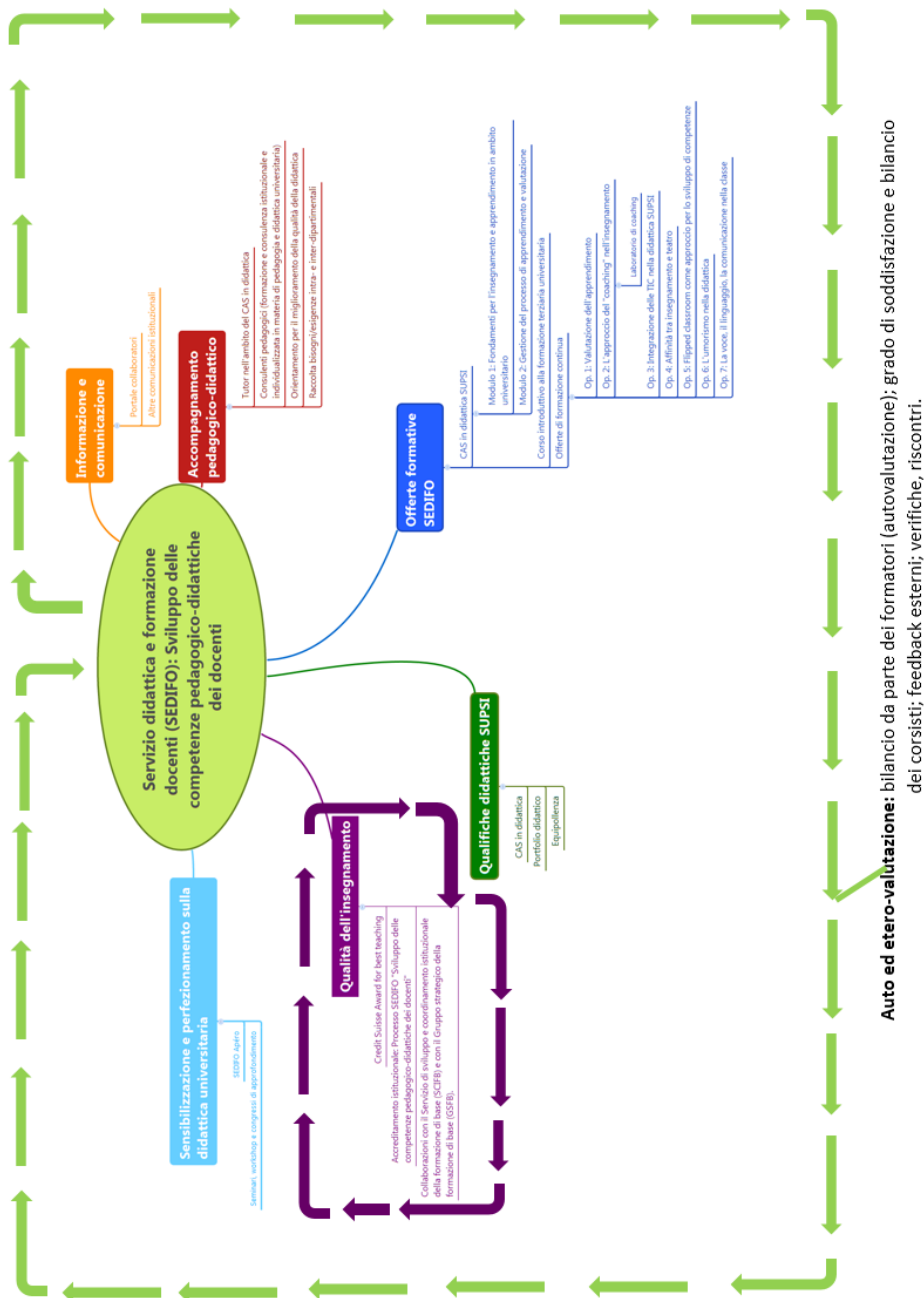 Servizio didattica e formazione
docenti (SEDIFO): Sviluppo delle
competenze pedagogico-didattiche
dei docenti
Informazione e
comunicazione
Portale colaboratori
Altre comunicazioni istituzionali
Accompagnamento
pedagogico-didattico
Tutor nell'ambito del CAS in didattica
Consulenti pedagogici (formazione e consulenza istituzionale e
individualizzata in materia di pedagogia e didattica universitaria)
Orientamento per il miglioramento della qualità della didattica
Raccolta bisogni/esigenze intra- e inter-dipartimentali
Offerte formative
SEDIFO
CAS in didattica SUPSI
Modulo 1: Fondamenti per l'insegnamento e apprendimento in ambito
universitario
Modulo 2: Gestione del processo di apprendimento e valutazione
Corso introduttivo alla formazione terziaria universitaria
Offerte di formazione continua
Op. 1: Valutazione dell'apprendimento
Op. 2: L'approccio del "coaching" nell'insegnamento
Laboratorio di coaching
Op. 3: Integrazione delle TIC nella didattica SUPSI
Op. 4: Affinità tra insegnamento e teatro
Op. 5: Flipped classroom come approccio per lo sviluppo di competenze
Op. 6: L'umorismo nella didattica
Op. 7: La voce, il linguaggio, la comunicazione nella classe
Qualifiche didattiche SUPSI
CAS in didattica
Portfolio didattico
Equipollenza
Qualità dell'insegnamento
Credit Suisse Award for best teaching
Accreditamento istituzionale: Processo SEDIFO "Sviluppo delle
competenze pedagogico-didattiche dei docenti"
Collaborazioni con il Servizio di sviluppo e coordinamento istituzionale
della formazione di base (SCIFB) e con il Gruppo strategico della
formazione di base (GSFB).
Sensibilizzazione e perfezionamento sulla
didattica universitaria
SEDIFO Apéro
Seminari, workshop e congressi di approfondimento
Auto ed etero-valutazione: bilancio da parte dei formatori (autovalutazione); grado di soddisfazione e bilancio
dei corsisti; feedback esterni; verifiche, riscontri.